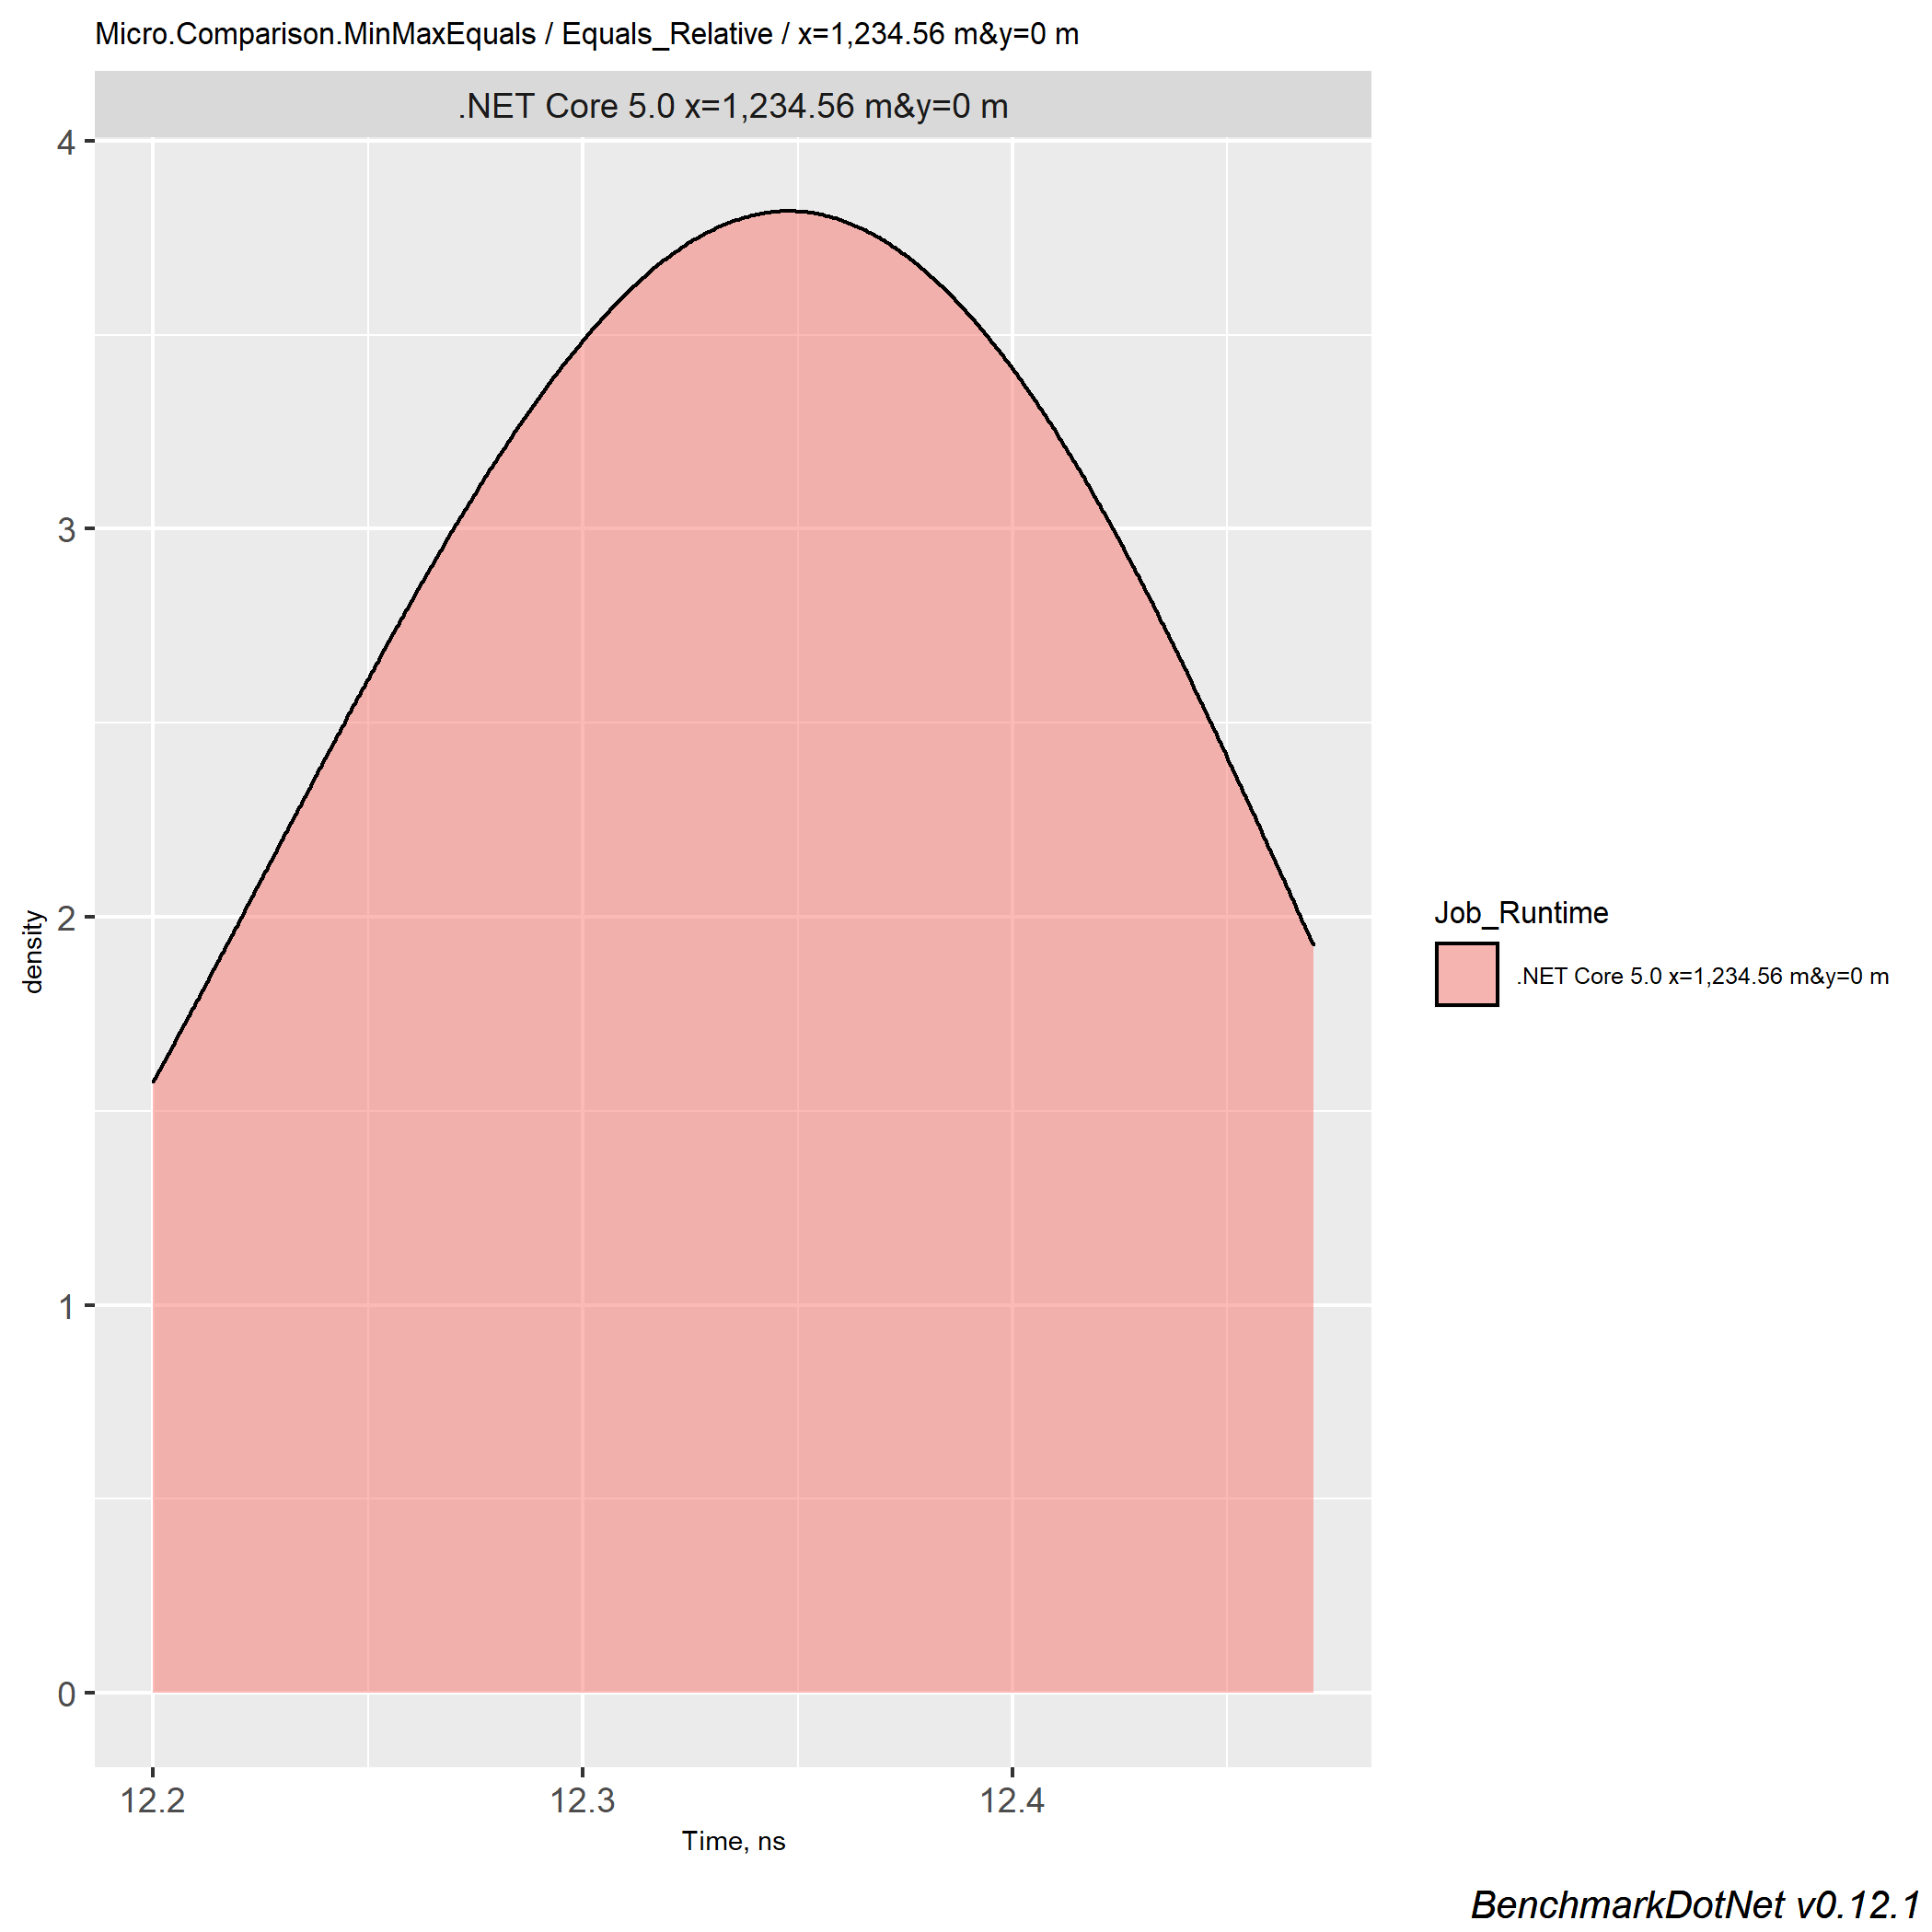 Micro.Comparison.MinMaxEquals / Equals_Relative / x=1,234.56 m&y=0 m
.NET Core 5.0 x=1,234.56 m&y=0 m
4
3
2
1
0
density
12.2 12.3 12.4
Time, ns
Job_Runtime
.NET Core 5.0 x=1,234.56 m&y=0 m
BenchmarkDotNet v0.12.1